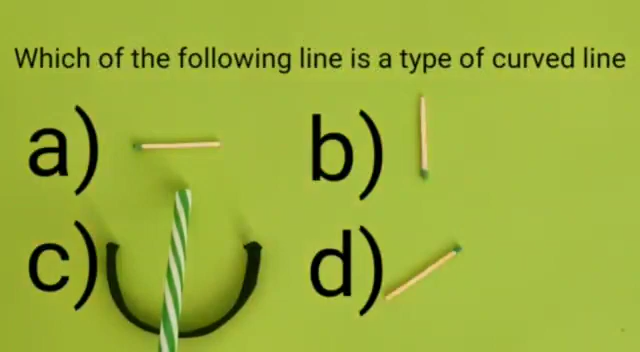 Which of the following line is a type of curved line
a) b)
c) d)